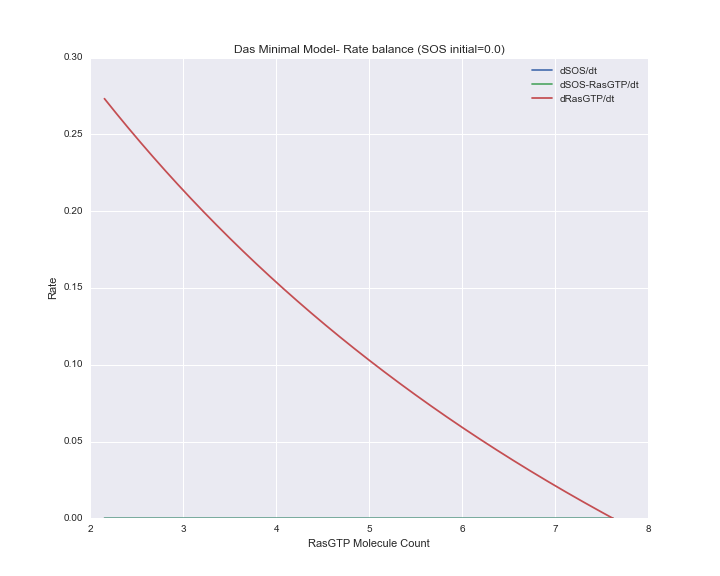 Das Minimal Model- Rate balance (SOS initial=0.0)
dSOS/dt
dSOS-RasGTP/dt
dRasGTP/dt
0.30
0.25
0.20
0.15
0.10
0.05
0.00
Rate
2 3 4 5 6 7 8
RasGTP Molecule Count